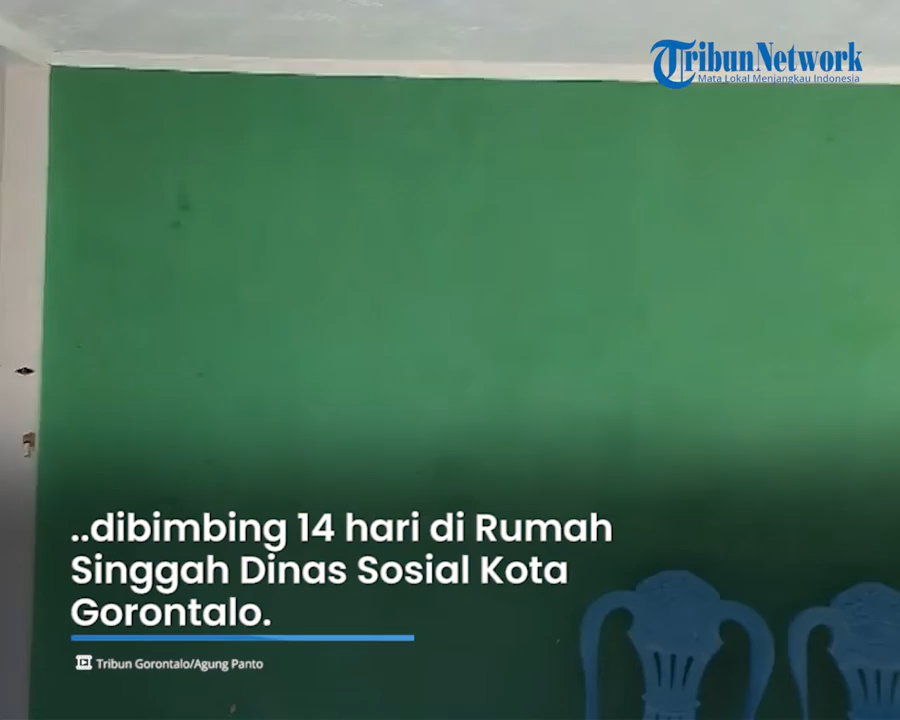 TribunNetwork
Mata Lokal Menjangkau Indonesia
..dibimbing 14 hari di Rumah
Singgah Dinas Sosial Kota
Gorontalo.
Tribun Gorontalo/Agung Panto